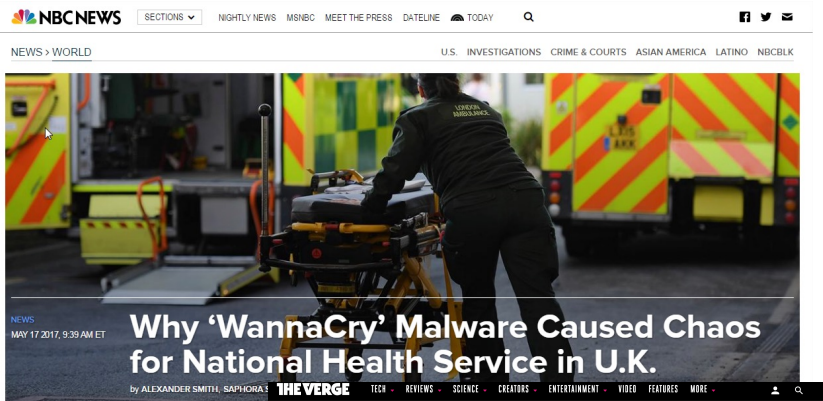 NBC NEWS SECTIONS NIGHTLY NEWS MSNBC MEET THE PRESS DATELINE TODAY
NEWS > WORLD U.S. INVESTIGATIONS CRIME & COURTS ASIAN AMERICA LATINO NBCBLK
LONDON
AMBULANCE
NEWS
MAY 17 2017, 9:39 AM ET
Why ‘WannaCry’ Malware Caused Chaos
for National Health Service in U.K.
by ALEXANDER SMITH, SAPHORA
THE VERGE TECH REVIEWS SCIENCE CREATORS ENTERTAINMENT VIDEO FEATURES MORE